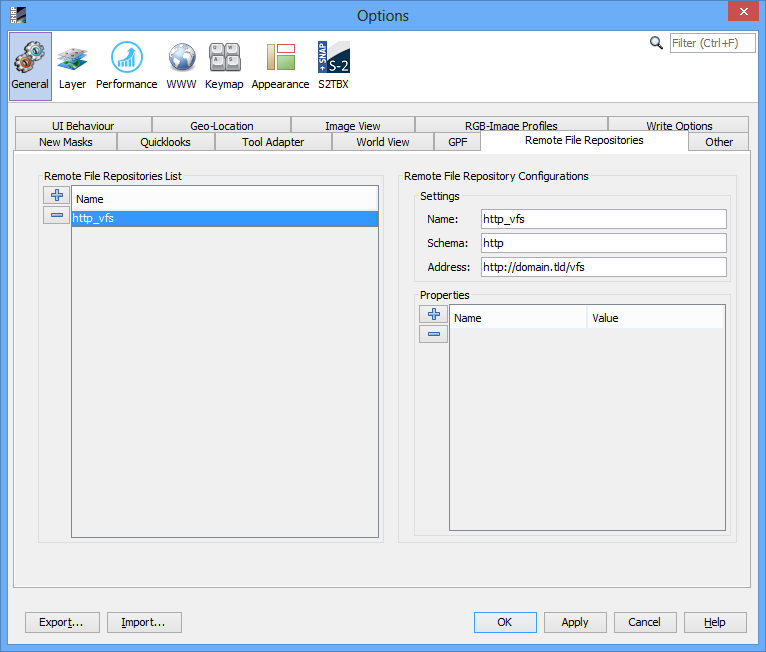 SNAP
Options
Filter (Ctrl+F)
General Layer Performance WWW Keymap Appearance S2TBX
SNAP
S-2
UI Behaviour Geo-Location Image View RGB-Image Profiles Write Options
New Masks Quicklooks Tool Adapter World View GPF Remote File Repositories Other
Remote File Repositories List
Name
http_vfs
Remote File Repository Configurations
Settings
Name: http_vfs
Schema: http
Address: http://domain.tld/vfs
Properties
Name Value
Export... Import... OK Apply Cancel Help